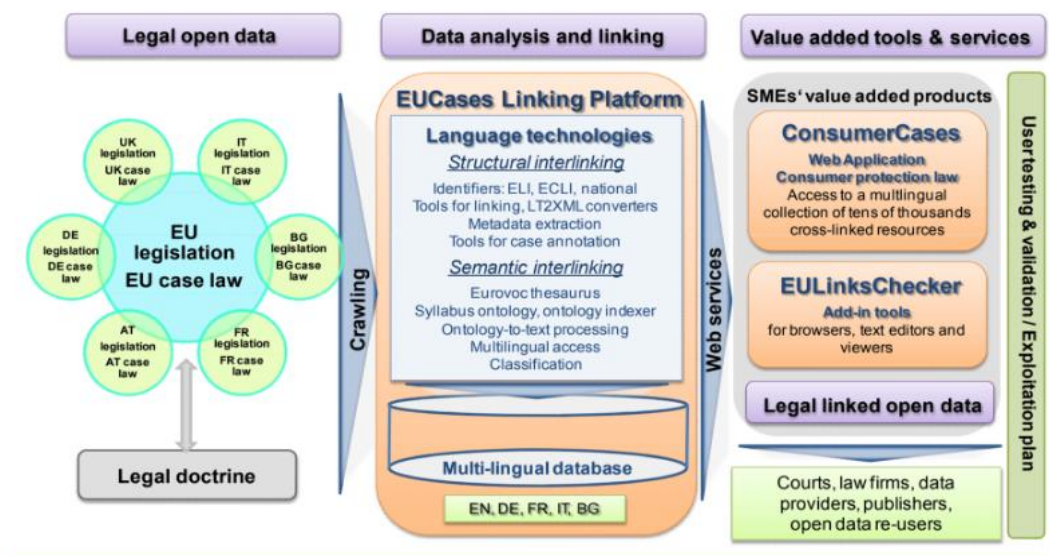 Legal open data
UK
legislation
UK case
law
IT
legislation
IT case
law
DE
legislation
DE case
law
EU
legislation
EU case law
BG
legislation
BG case
law
AT
legislation
AT case
law
FR
legislation
FR case
law
Legal doctrine
Crawling
Data analysis and linking
EUCases Linking Platform
Language technologies
Structural interlinking
Identifiers: ELI, ECLI, national
Tools for linking, LT2XML converters
Metadata extraction
Tools for case annotation
Semantic interlinking
Eurovoc thesaurus
Syllabus ontology, ontology indexer
Ontology-to-text processing
Multilingual access
Classification
Multi-lingual database
EN, DE, FR, IT, BG
Web services
Value added tools & services
SMEs' value added products
ConsumerCases
Web Application
Consumer protection law
Access to a multlingual
collection of tens of thousands
cross-linked resources
EULinksChecker
Add-in tools
for browsers, text editors and
viewers
Legal linked open data
Courts, law firms, data
providers, publishers,
open data re-users
User testing & validation / Exploitation plan